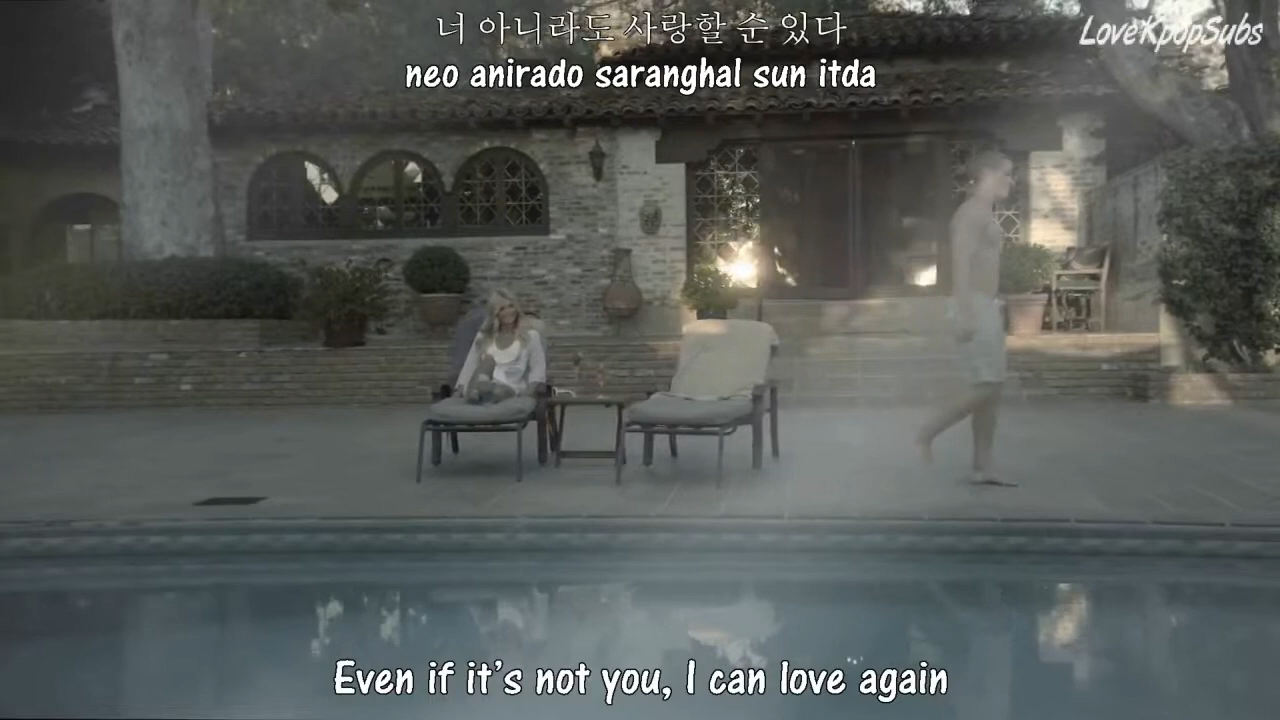 너 아니라도 사랑할 순 있다
LoveKpopSubs
neo anirado saranghal sun itda
Even if it's not you, I can love again